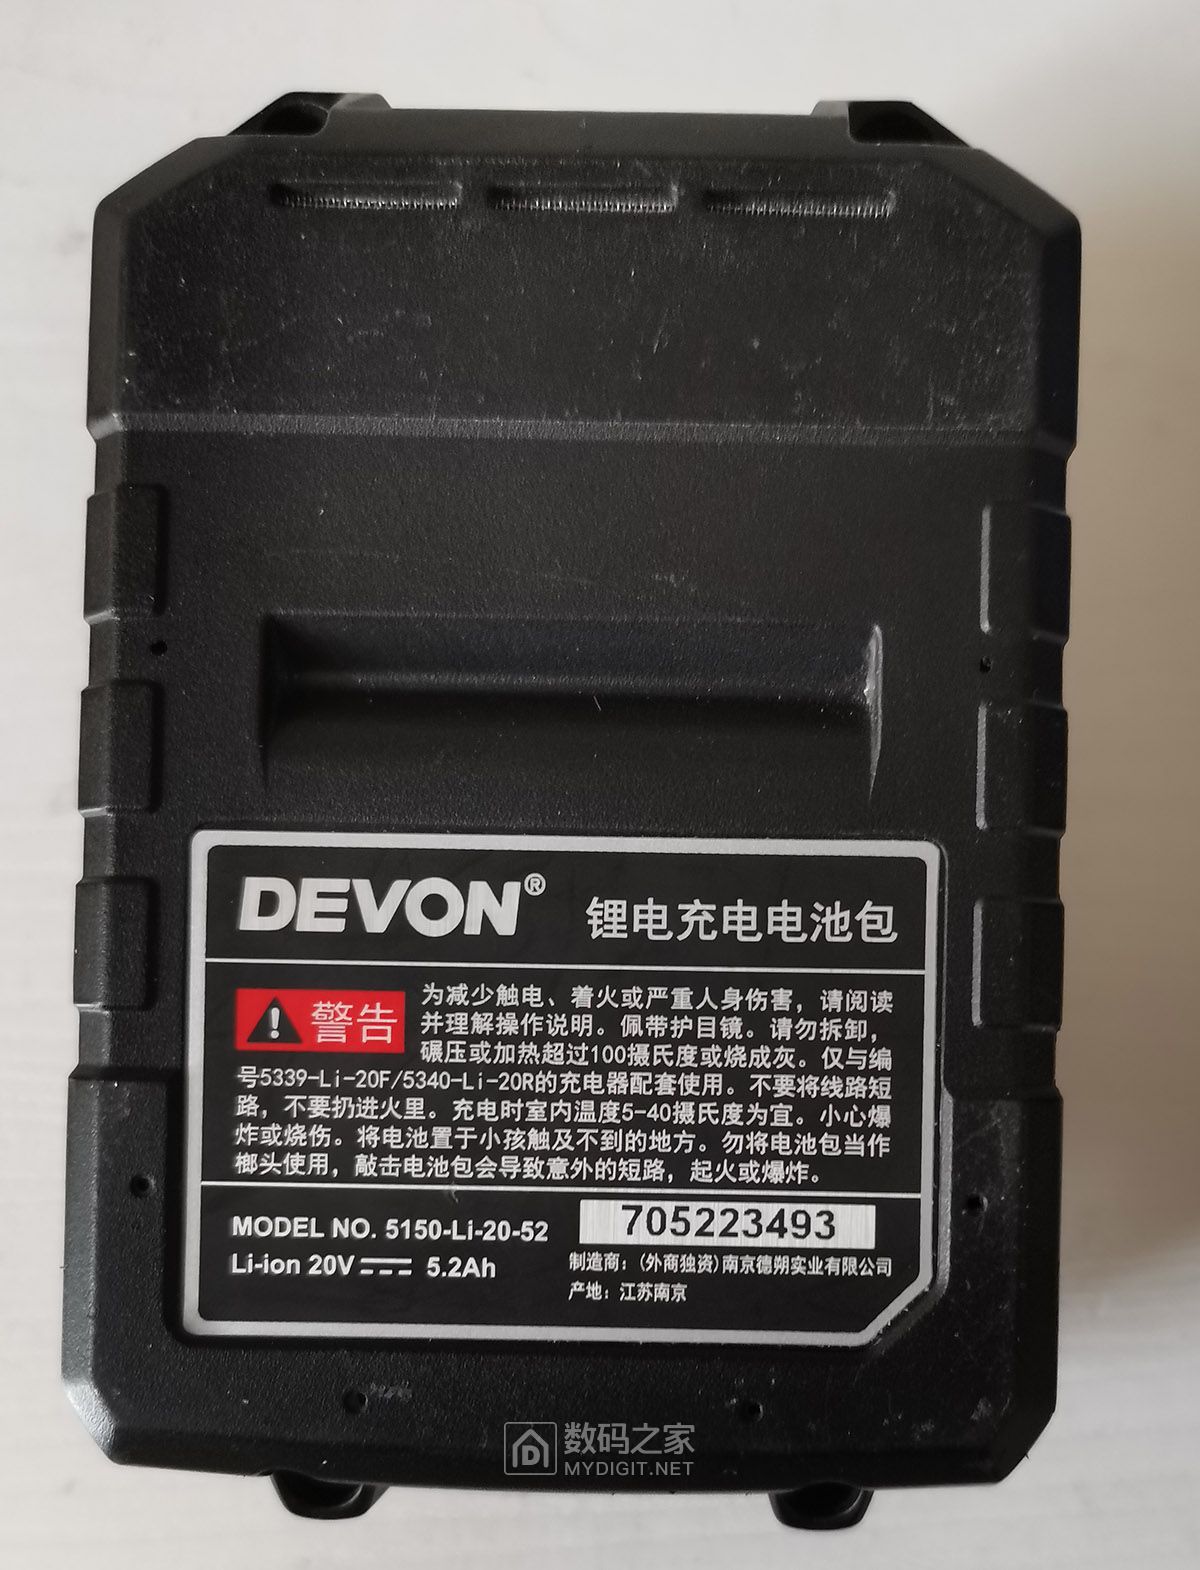 DEVON® 锂电充电电池包
警告 为减少触电、着火或严重人身伤害，请阅读
并理解操作说明。佩带护目镜。请勿拆卸，
碾压或加热超过100摄氏度或烧成灰。仅与编
号5339-Li-20F/5340-Li-20R的充电器配套使用。不要将线路短
路，不要扔进火里。充电时室内温度5-40摄氏度为宜。小心爆
炸或烧伤。将电池置于小孩触及不到的地方。勿将电池包当作
榔头使用，敲击电池包会导致意外的短路，起火或爆炸。
MODEL NO. 5150-Li-20-52
Li-ion 20V 5.2Ah
705223493
制造商：(外商独资)南京德朔实业有限公司
产地：江苏南京
数码之家
MYDIGIT.NET